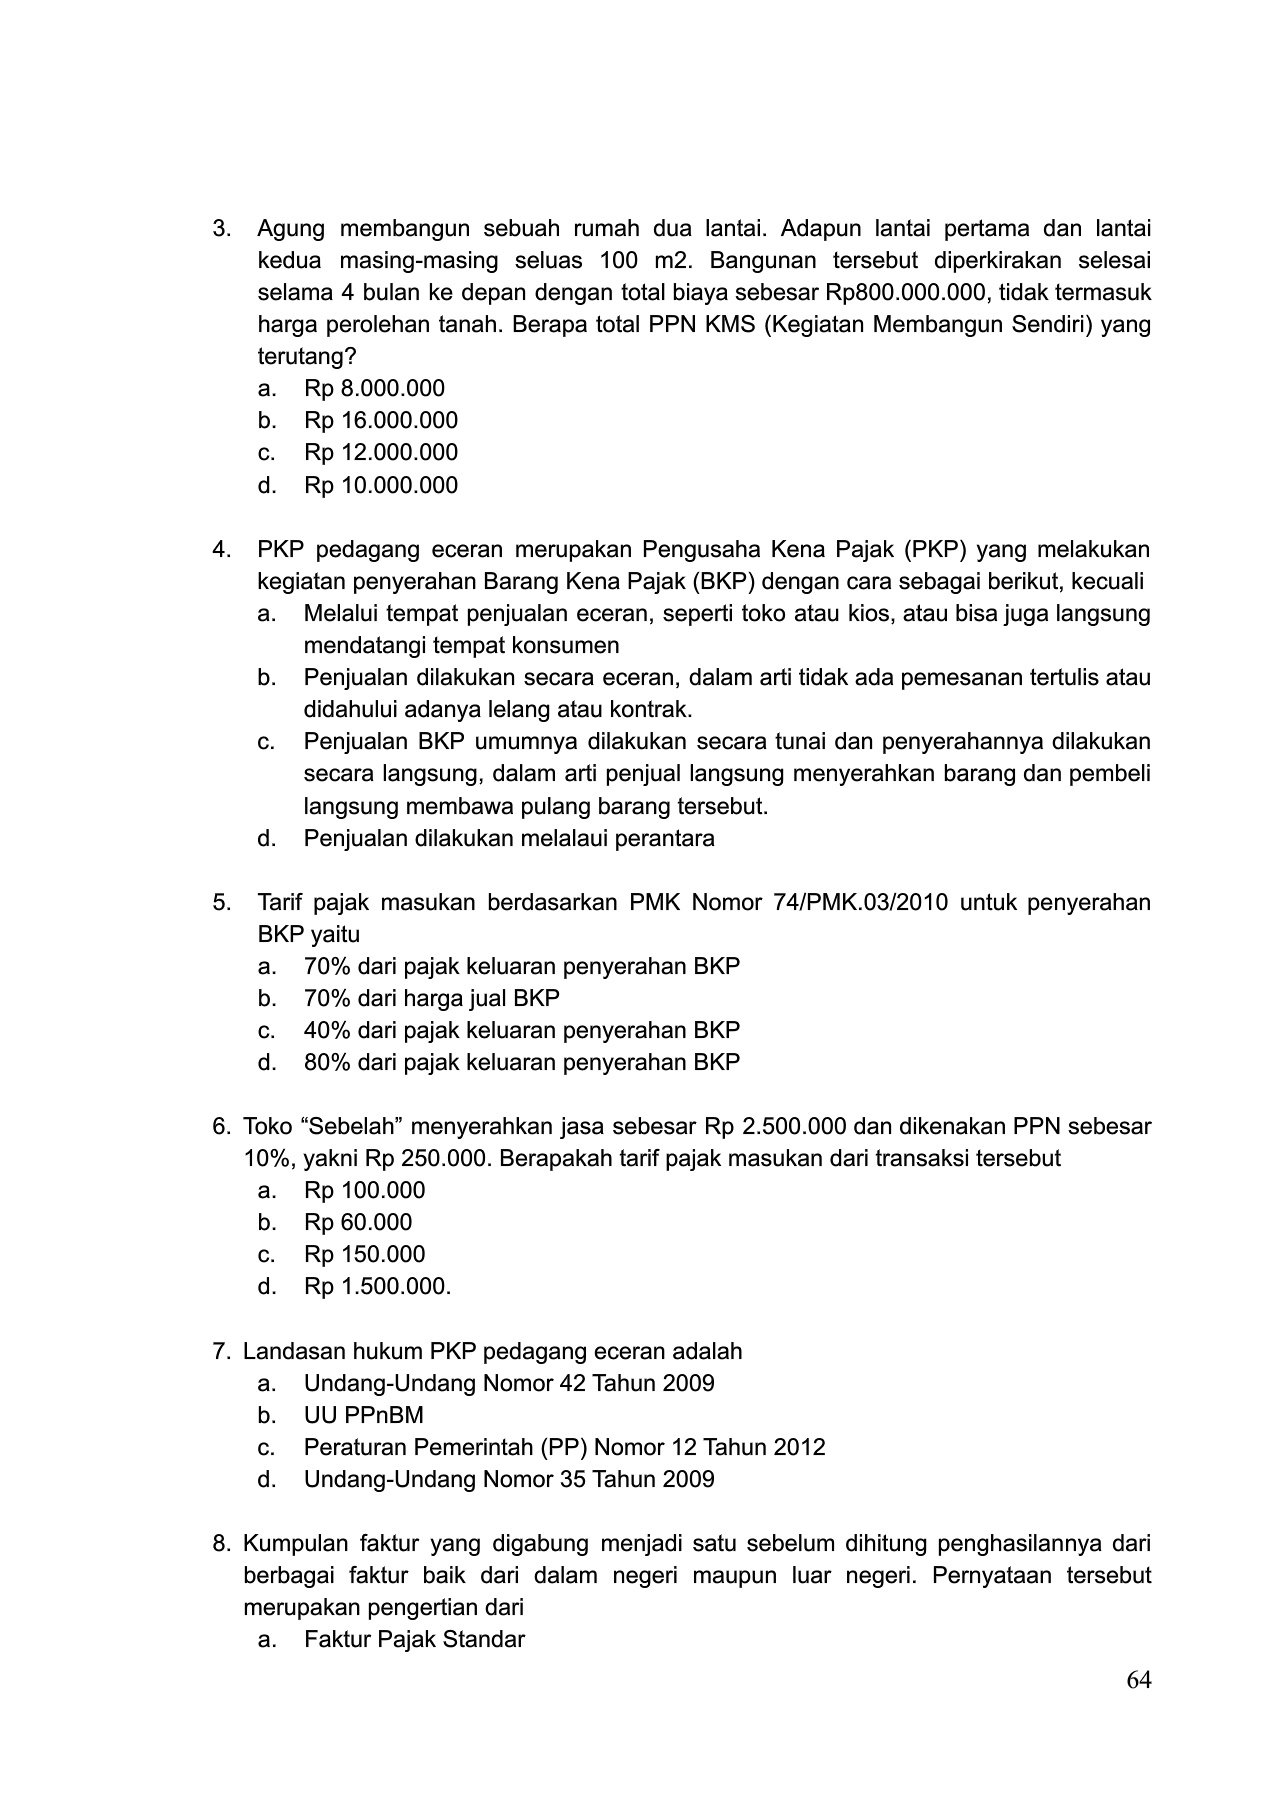 3. Agung membangun sebuah rumah dua lantai. Adapun lantai pertama dan lantai
kedua masing-masing seluas 100 m2. Bangunan tersebut diperkirakan selesai
selama 4 bulan ke depan dengan total biaya sebesar Rp800.000.000, tidak termasuk
harga perolehan tanah. Berapa total PPN KMS (Kegiatan Membangun Sendiri) yang
terutang?
a. Rp 8.000.000
b. Rp 16.000.000
c. Rp 12.000.000
d. Rp 10.000.000
4. PKP pedagang eceran merupakan Pengusaha Kena Pajak (PKP) yang melakukan
kegiatan penyerahan Barang Kena Pajak (BKP) dengan cara sebagai berikut, kecuali
a. Melalui tempat penjualan eceran, seperti toko atau kios, atau bisa juga langsung
mendatangi tempat konsumen
b. Penjualan dilakukan secara eceran, dalam arti tidak ada pemesanan tertulis atau
didahului adanya lelang atau kontrak.
c. Penjualan BKP umumnya dilakukan secara tunai dan penyerahannya dilakukan
secara langsung, dalam arti penjual langsung menyerahkan barang dan pembeli
langsung membawa pulang barang tersebut.
d. Penjualan dilakukan melalaui perantara
5. Tarif pajak masukan berdasarkan PMK Nomor 74/PMK.03/2010 untuk penyerahan
BKP yaitu
a. 70% dari pajak keluaran penyerahan BKP
b. 70% dari harga jual BKP
c. 40% dari pajak keluaran penyerahan BKP
d. 80% dari pajak keluaran penyerahan BKP
6. Toko “Sebelah” menyerahkan jasa sebesar Rp 2.500.000 dan dikenakan PPN sebesar
10%, yakni Rp 250.000. Berapakah tarif pajak masukan dari transaksi tersebut
a. Rp 100.000
b. Rp 60.000
c. Rp 150.000
d. Rp 1.500.000.
7. Landasan hukum PKP pedagang eceran adalah
a. Undang-Undang Nomor 42 Tahun 2009
b. UU PPnBM
c. Peraturan Pemerintah (PP) Nomor 12 Tahun 2012
d. Undang-Undang Nomor 35 Tahun 2009
8. Kumpulan faktur yang digabung menjadi satu sebelum dihitung penghasilannya dari
berbagai faktur baik dari dalam negeri maupun luar negeri. Pernyataan tersebut
merupakan pengertian dari
a. Faktur Pajak Standar
64